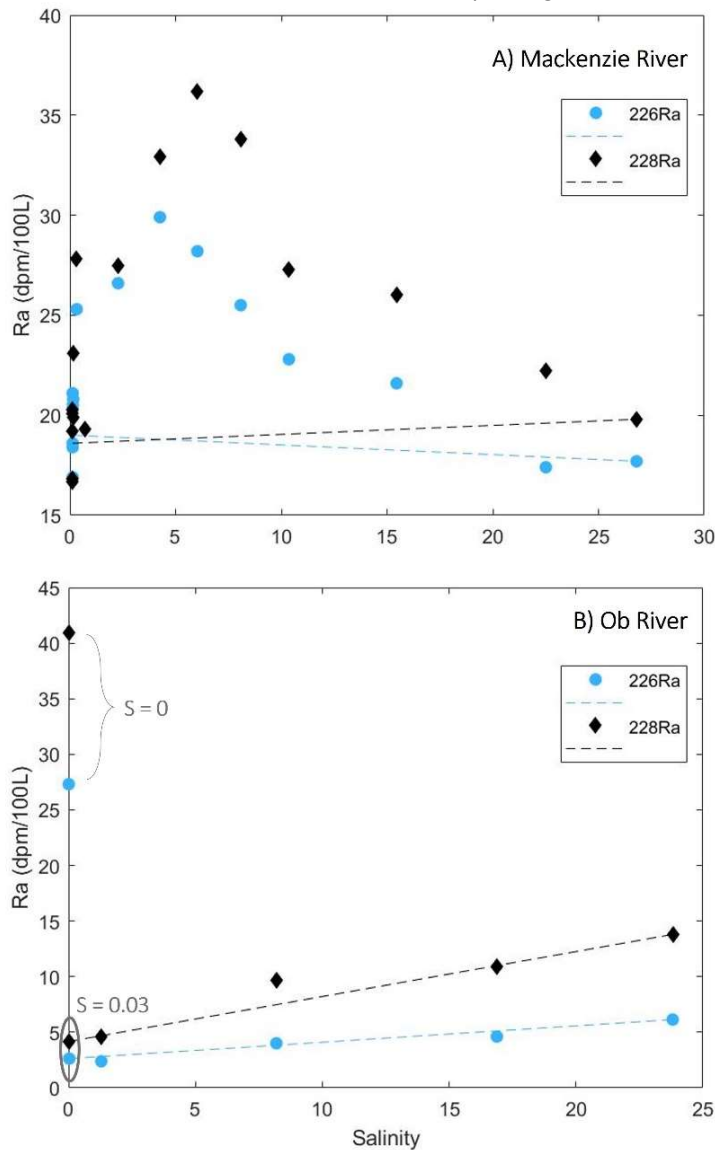 40
A) Mackenzie River
35
226Ra
228Ra
30
Ra (dpm/100L)
25
20
15
0 5 10 15 20 25 30
45
B) Ob River
40
226Ra
S = 0
35
228Ra
30
Ra (dpm/100L)
25
20
15
10
S = 0.03
5
0
0 5 10 15 20 25
Salinity